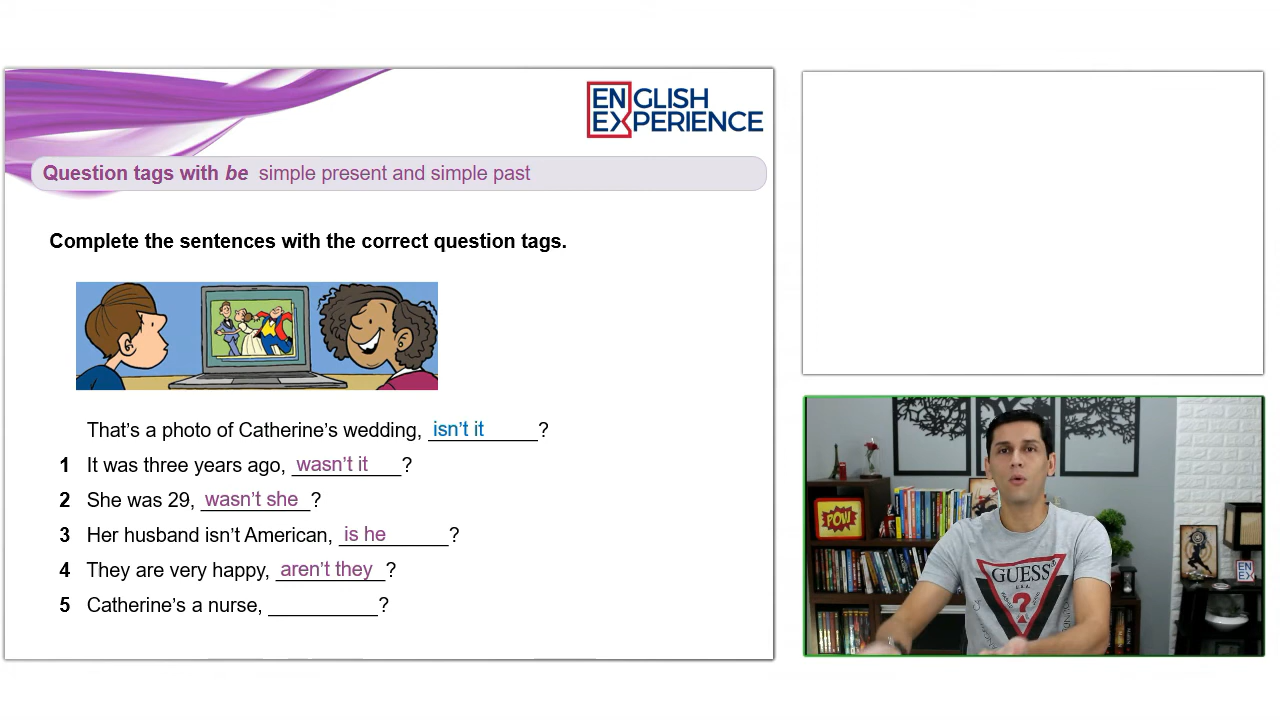 ENGLISH
EXPERIENCE
Question tags with be simple present and simple past
Complete the sentences with the correct question tags.
That's a photo of Catherine's wedding, isn't it ?
1 It was three years ago, wasn't it ?
2 She was 29, wasn't she ?
3 Her husband isn't American, is he ?
4 They are very happy, aren't they ?
5 Catherine's a nurse, __________?
POW!
GUESS
U.S.A.
?
EN
EX